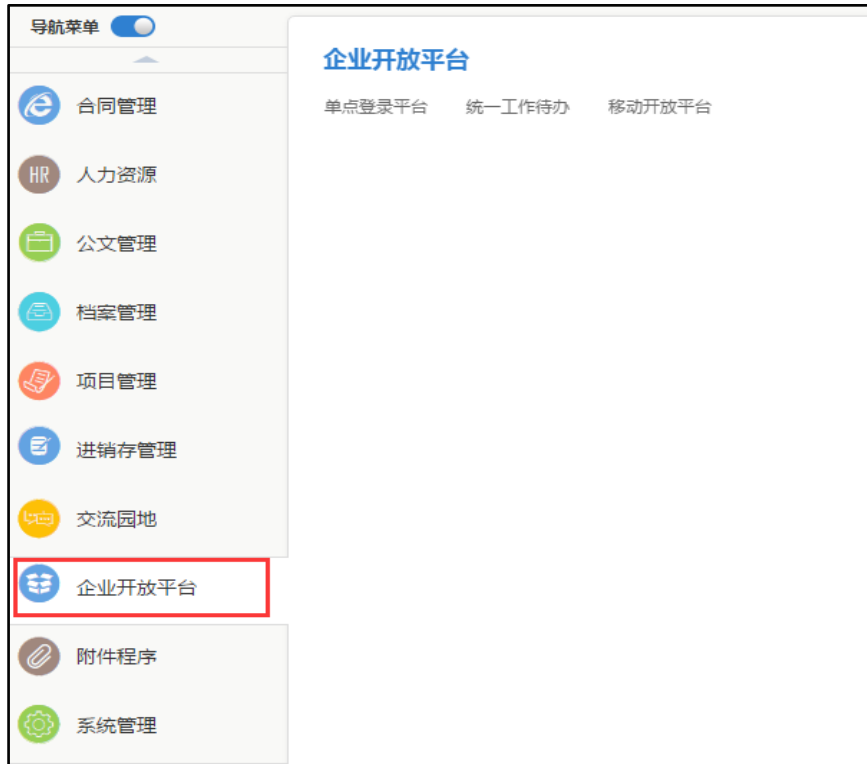 导航菜单
企业开放平台
单点登录平台 统一工作待办 移动开放平台
合同管理
HR 人力资源
公文管理
档案管理
项目管理
进销存管理
交流园地
企业开放平台
附件程序
系统管理